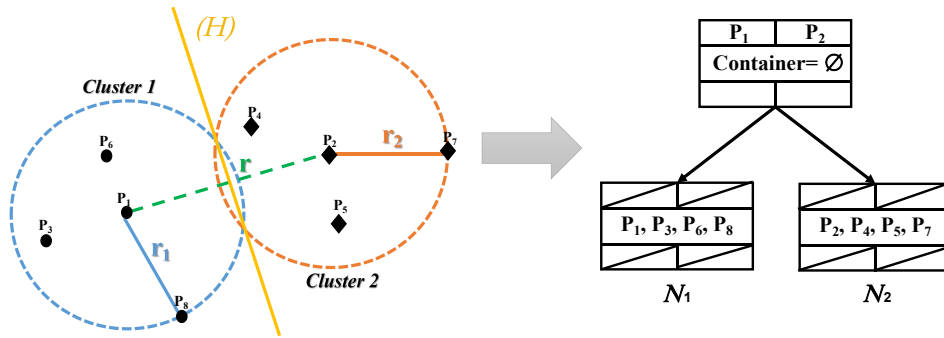 (H)
Cluster 1
P4
P6
P2
r2
P7
r
P1
P3
P5
r1
P8
Cluster 2
P1 P2
Container= ∅
P1, P3, P6, P8
P2, P4, P5, P7
N1
N2